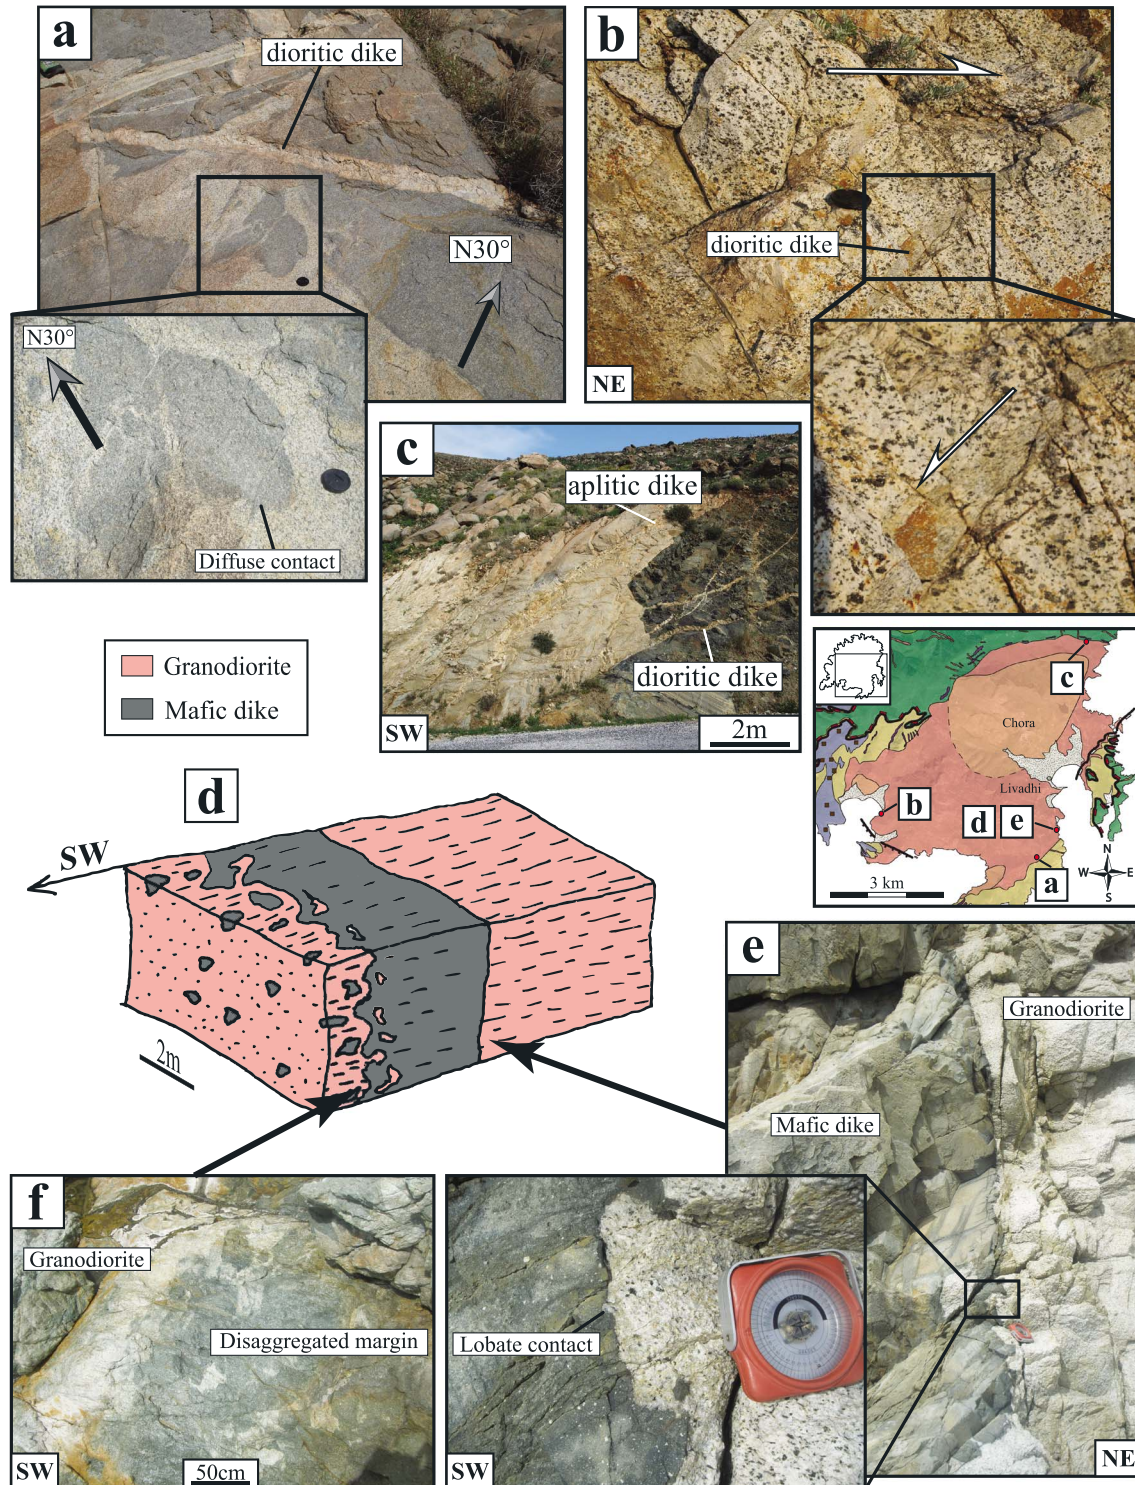 a
dioritic dike
N30°
N30°
Diffuse contact
b
dioritic dike
NE
c
aplitic dike
dioritic dike
SW
2m
Granodiorite
Mafic dike
c
Chora
Livadhi
b
d
e
a
3 km
N
W
E
S
d
SW
2m
e
Granodiorite
Mafic dike
NE
f
Granodiorite
Disaggregated margin
SW
50cm
Lobate contact
SW